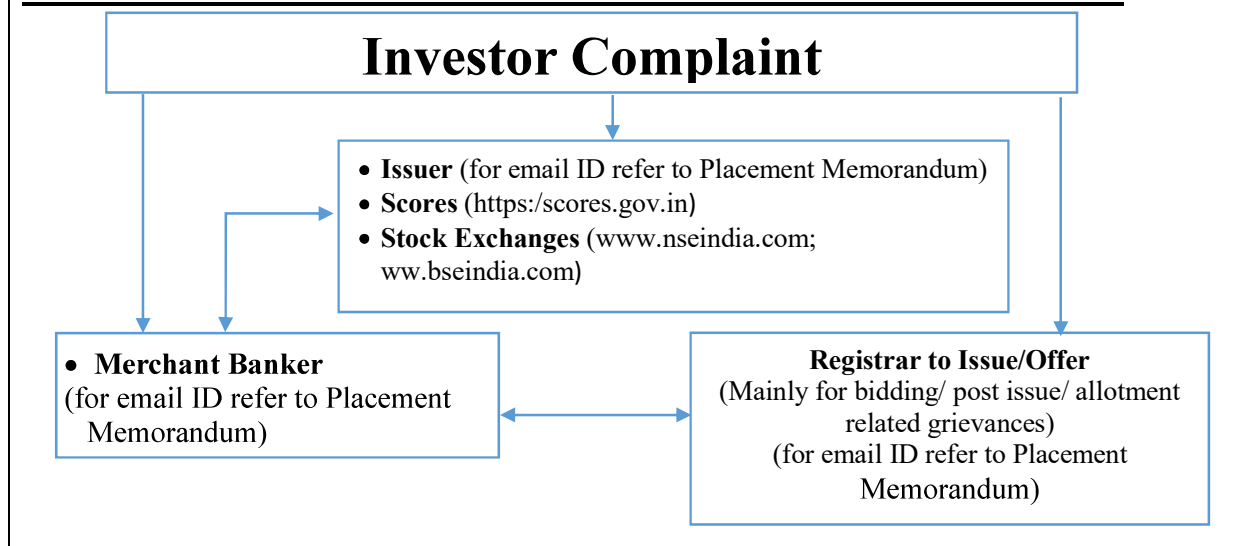 Investor Complaint
• Issuer (for email ID refer to Placement Memorandum)
• Scores (https:/scores.gov.in)
• Stock Exchanges (www.nseindia.com;
ww.bseindia.com)
• Merchant Banker
(for email ID refer to Placement
Memorandum)
Registrar to Issue/Offer
(Mainly for bidding/ post issue/ allotment
related grievances)
(for email ID refer to Placement
Memorandum)